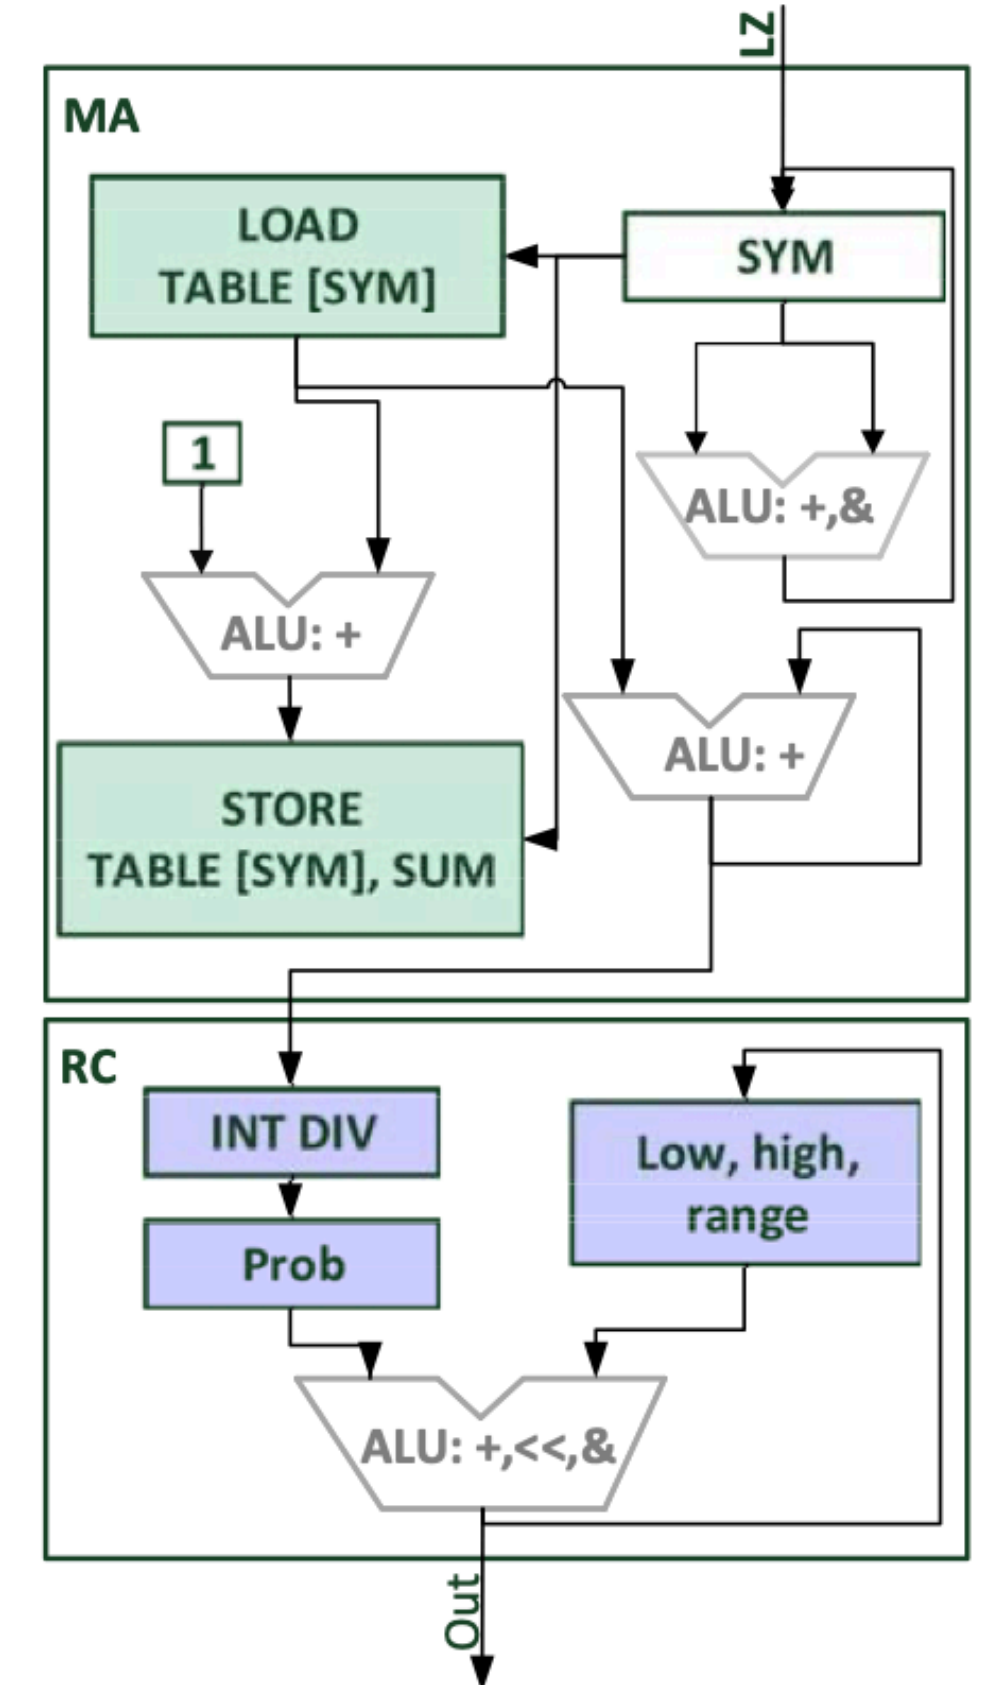 LZ
MA
LOAD
TABLE [SYM]
SYM
1
ALU: +,&
ALU: +
ALU: +
STORE
TABLE [SYM], SUM
RC
INT DIV
Low, high,
range
Prob
ALU: +,<<,&
Out